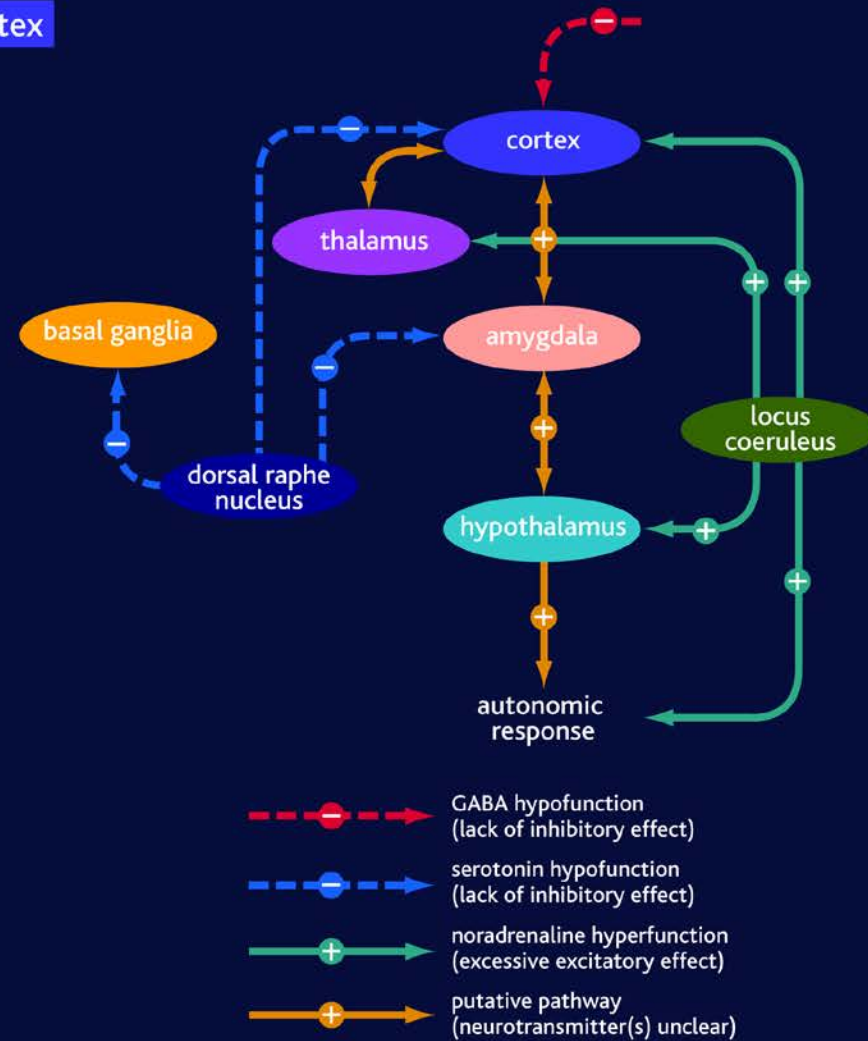 tex
cortex
thalamus
basal ganglia
amygdala
locus
coeruleus
dorsal raphe
nucleus
hypothalamus
autonomic
response
GABA hypofunction
(lack of inhibitory effect)
serotonin hypofunction
(lack of inhibitory effect)
noradrenaline hyperfunction
(excessive excitatory effect)
putative pathway
(neurotransmitter(s) unclear)